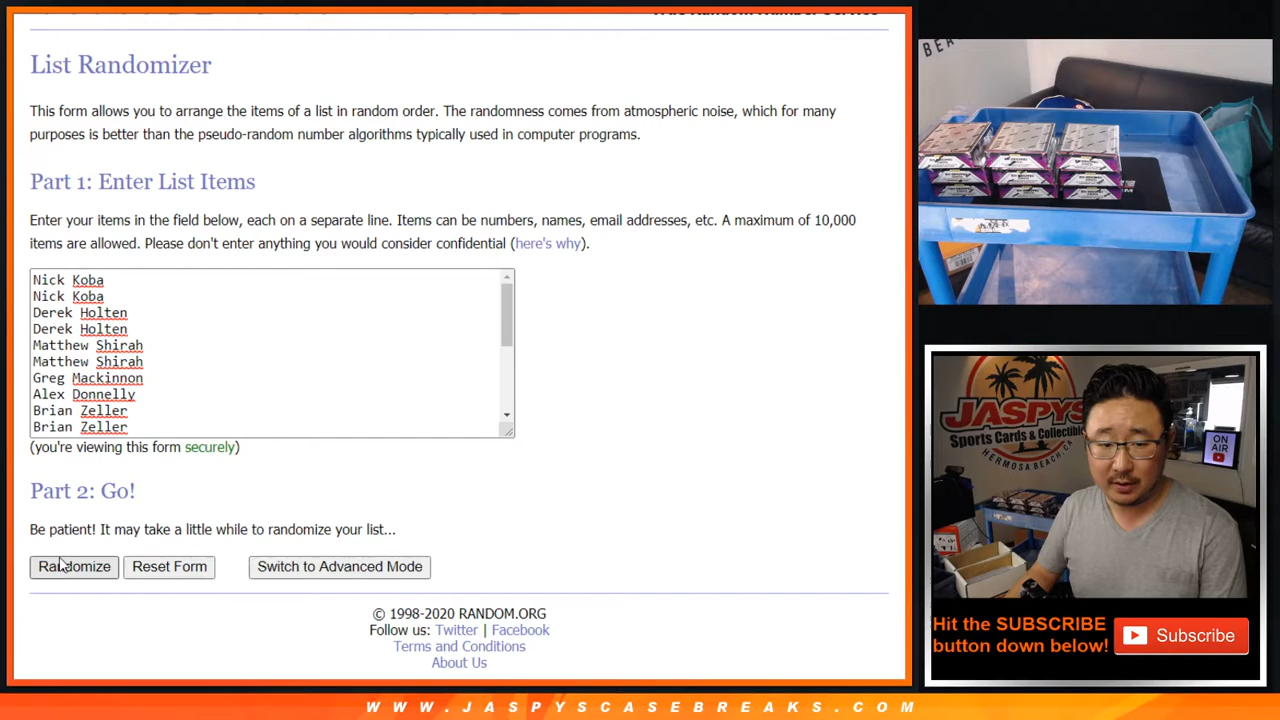 List Randomizer
This form allows you to arrange the items of a list in random order. The randomness comes from atmospheric noise, which for many
purposes is better than the pseudo-random number algorithms typically used in computer programs.
Part 1: Enter List Items
Enter your items in the field below, each on a separate line. Items can be numbers, names, email addresses, etc. A maximum of 10,000
items are allowed. Please don't enter anything you would consider confidential (here's why).
Nick Koba
Nick Koba
Derek Holten
Derek Holten
Matthew Shirah
Matthew Shirah
Greg Mackinnon
Alex Donnelly
Brian Zeller
Brian Zeller
(you're viewing this form securely)
Part 2: Go!
Be patient! It may take a little while to randomize your list...
Randomize
Reset Form
Switch to Advanced Mode
© 1998-2020 RANDOM.ORG
Follow us: Twitter | Facebook
Terms and Conditions
About Us
JASPYS
Sports Cards & Collectibles
HERMOSA BEACH, CA
ON
AIR
Hit the SUBSCRIBE
button down below!
Subscribe
WWW.JASPYSCASEBREAKS.COM